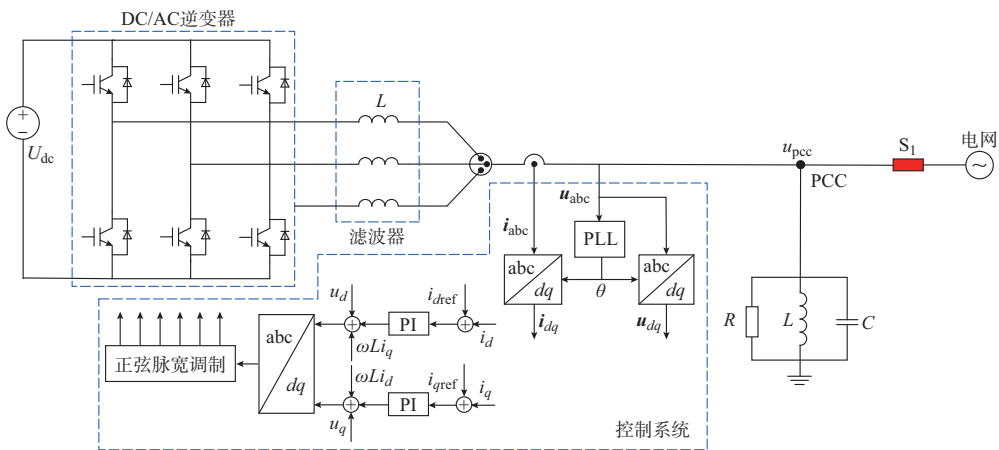 DC/AC逆变器
+
−
U_dc
L
滤波器
u_pcc
PCC
S_1
电网
~
i_abc
u_abc
PLL
abc
dq
θ
abc
dq
i_dq
u_dq
R
L
C
正弦脉宽调制
abc
dq
u_d
i_dref
PI
i_d
ωLi_q
ωLi_d
i_qref
i_q
PI
u_q
控制系统